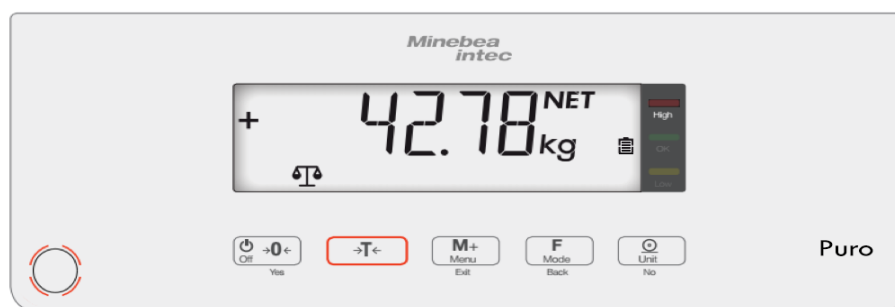 Minebea
intec
+ 42.78 NET
kg
High
OK
Low
Off →0← →T← M+ Menu F Mode Unit
Yes Exit Back No
Puro